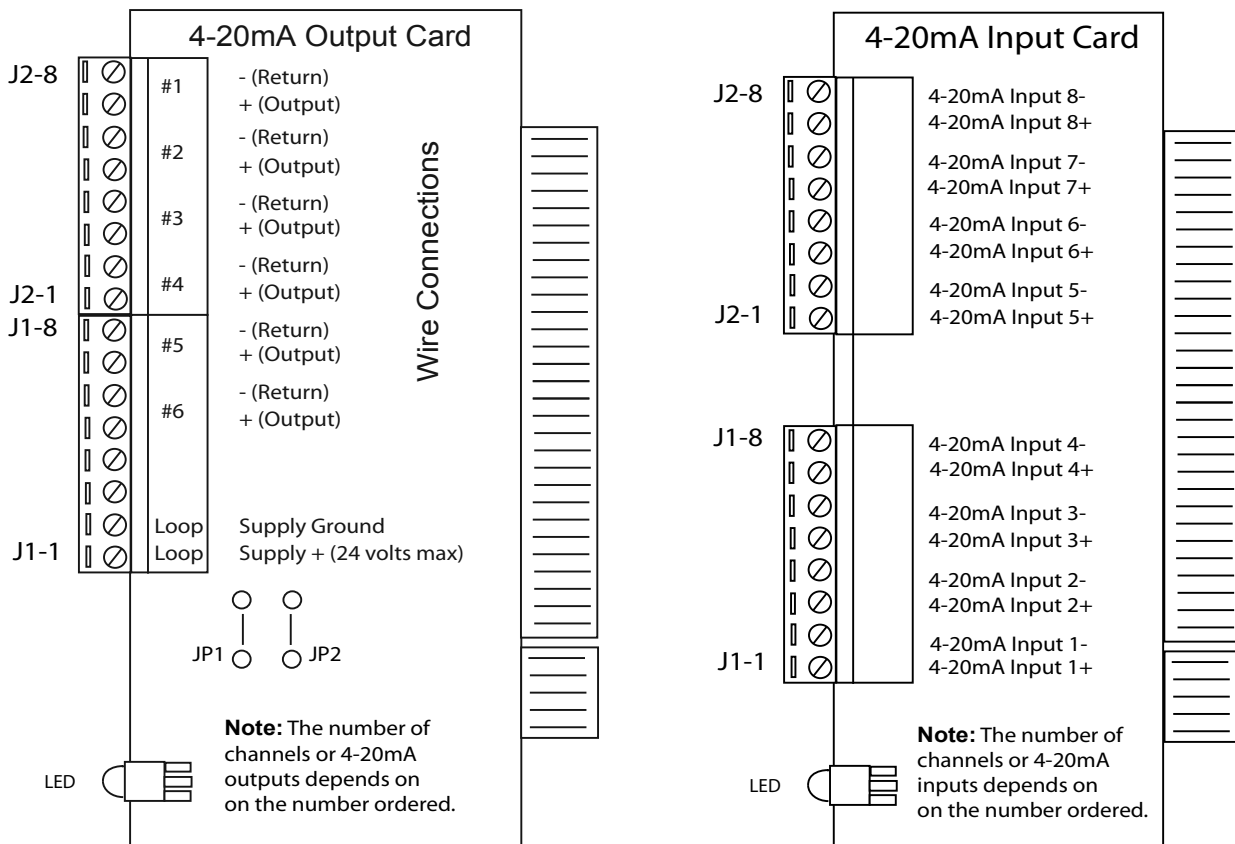 4-20mA Output Card
J2-8
#1
- (Return)
+ (Output)
#2
- (Return)
+ (Output)
#3
- (Return)
+ (Output)
J2-1
#4
- (Return)
+ (Output)
J1-8
#5
- (Return)
+ (Output)
#6
- (Return)
+ (Output)
Loop Supply Ground
J1-1 Loop Supply + (24 volts max)
Wire Connections
JP1 JP2
Note: The number of
channels or 4-20mA
outputs depends on
on the number ordered.
LED
4-20mA Input Card
J2-8
4-20mA Input 8-
4-20mA Input 8+
4-20mA Input 7-
4-20mA Input 7+
4-20mA Input 6-
4-20mA Input 6+
4-20mA Input 5-
J2-1 4-20mA Input 5+
J1-8 4-20mA Input 4-
4-20mA Input 4+
4-20mA Input 3-
4-20mA Input 3+
4-20mA Input 2-
4-20mA Input 2+
4-20mA Input 1-
J1-1 4-20mA Input 1+
Note: The number of
channels or 4-20mA
inputs depends on
on the number ordered.
LED